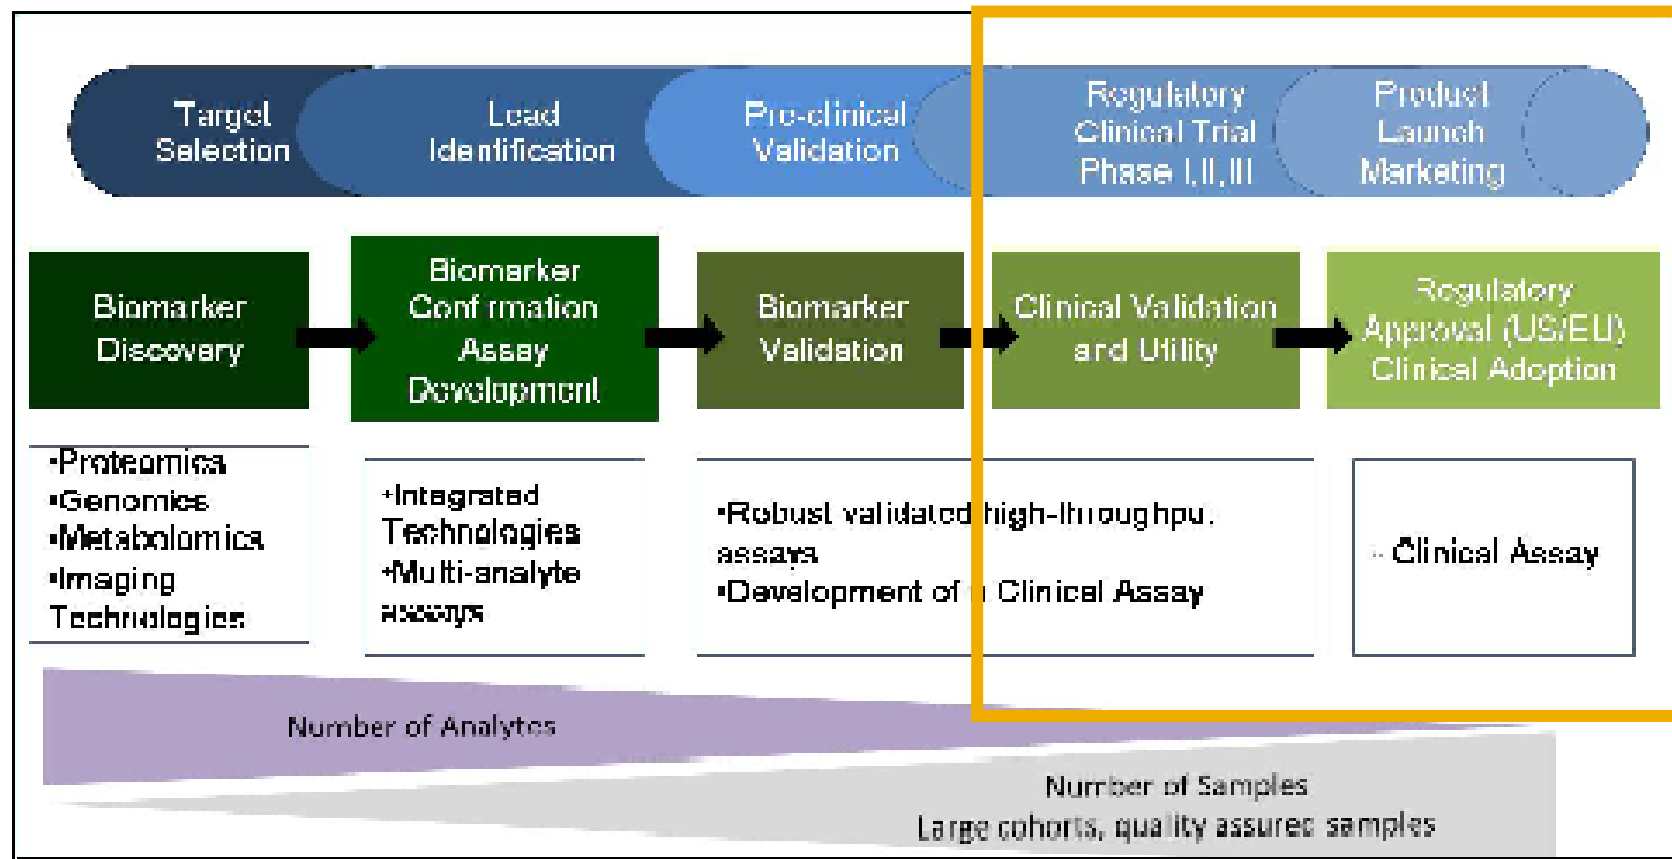 Target
Selection
Lead
Identification
Pre-clinical
Validation
Regulatory
Clinical Trial
Phase I,II,III
Product
Launch
Marketing
Biomarker
Discovery
Biomarker
Confirmation
Assay
Development
Biomarker
Validation
Clinical Validation
and Utility
Regulatory
Approval (US/EU)
Clinical Adoption
•Proteomics
•Genomics
•Metabolomics
•Imaging
Technologies
•Integrated
Technologies
•Multi-analyte
assays
•Robust validated high-throughput
assays
•Development of a Clinical Assay
- Clinical Assay
Number of Analytes
Number of Samples
Large cohorts, quality assured samples